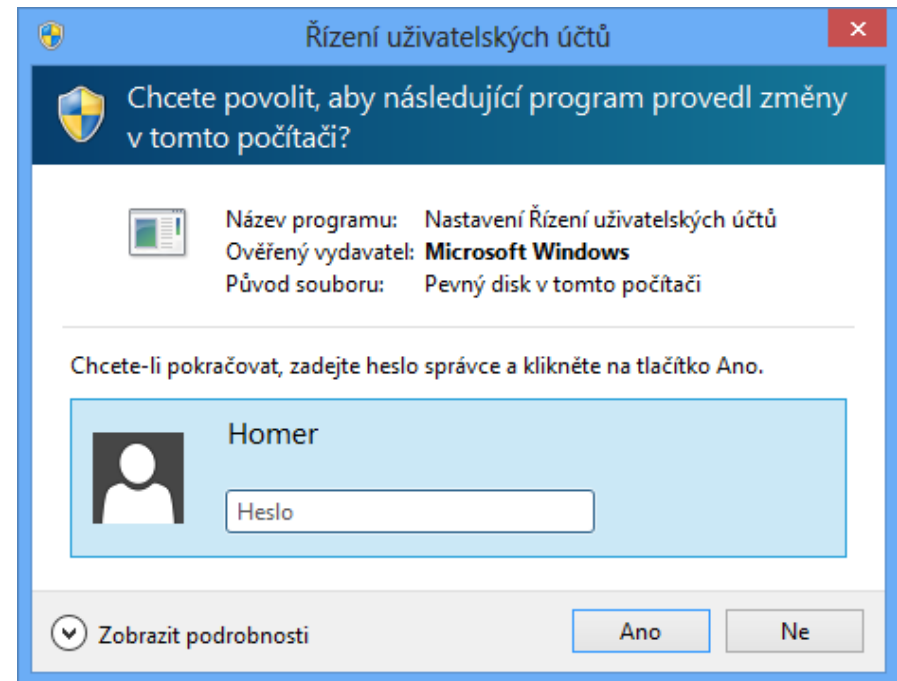 Řízení uživatelských účtů
Chcete povolit, aby následující program provedl změny
v tomto počítači?
Název programu: Nastavení Řízení uživatelských účtů
Ověřený vydavatel: Microsoft Windows
Původ souboru: Pevný disk v tomto počítači
Chcete-li pokračovat, zadejte heslo správce a klikněte na tlačítko Ano.
Homer
Heslo
Zobrazit podrobnosti
Ano
Ne